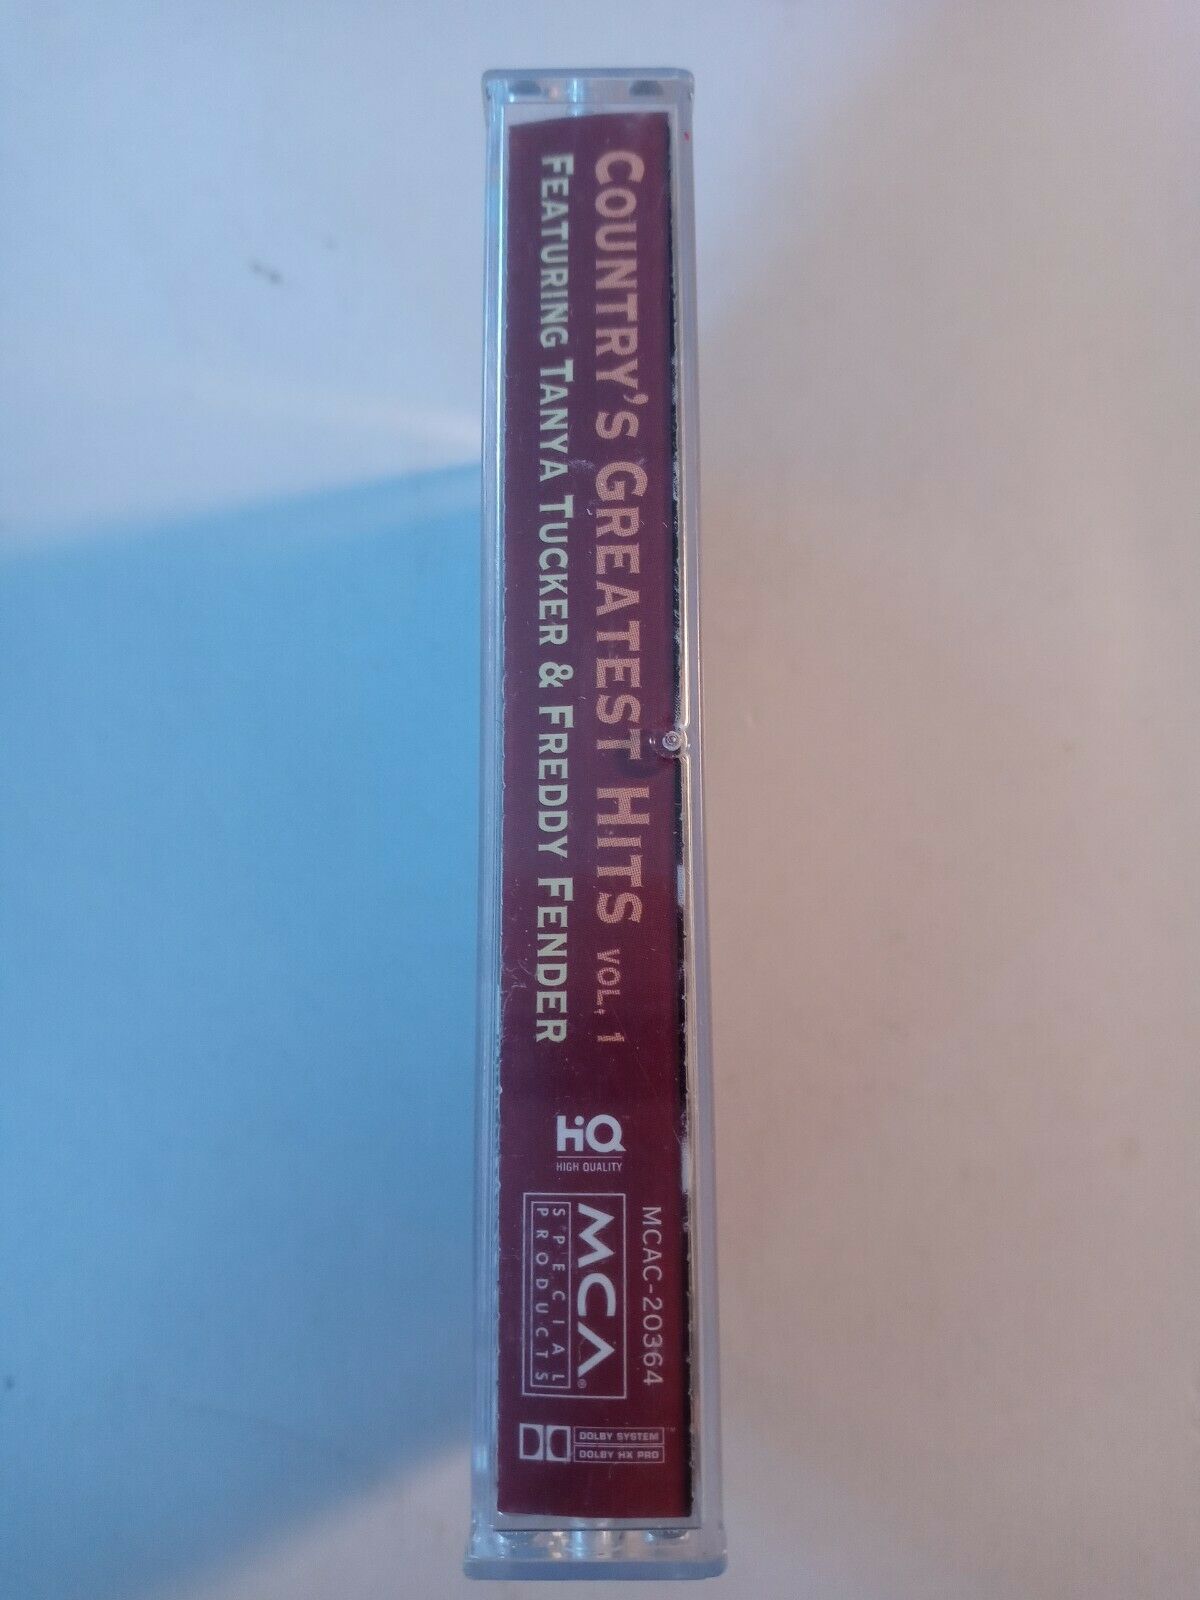 COUNTRY'S GREATEST HITS VOL. 1
FEATURING TANYA TUCKER & FREDDY FENDER
HiQ
HIGH QUALITY
MCAC-20364
MCA®
SPECIAL
PRODUCTS
DOLBY SYSTEM ™
DOLBY HX PRO